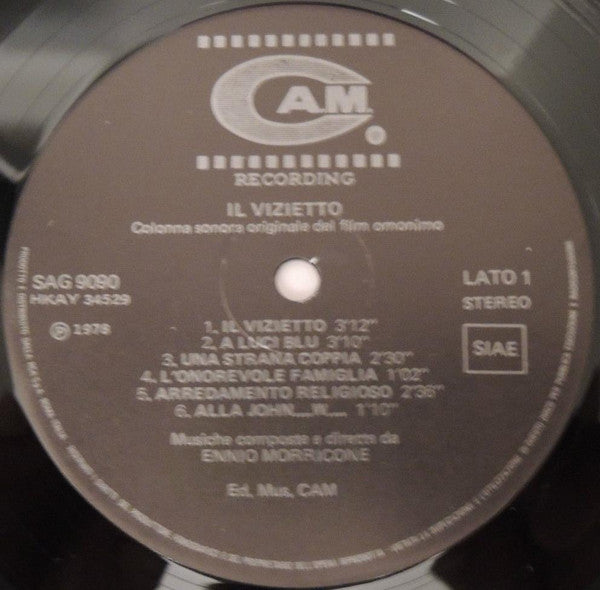 CAM
RECORDING
IL VIZIETTO
Colonna sonora originale dal film omonimo
SAG 9090
HKAY 34529
℗ 1978
LATO 1
STEREO
SIAE
1. IL VIZIETTO 3'12"
2. A LUCI BLU 3'10"
3. UNA STRANA COPPIA 2'30"
4. L'ONOREVOLE FAMIGLIA 1'02"
5. ARREDAMENTO RELIGIOSO 2'36"
6. ALLA JOHN....W.... 1'10"
Musiche composte e dirette da
ENNIO MORRICONE
Ed. Mus. CAM